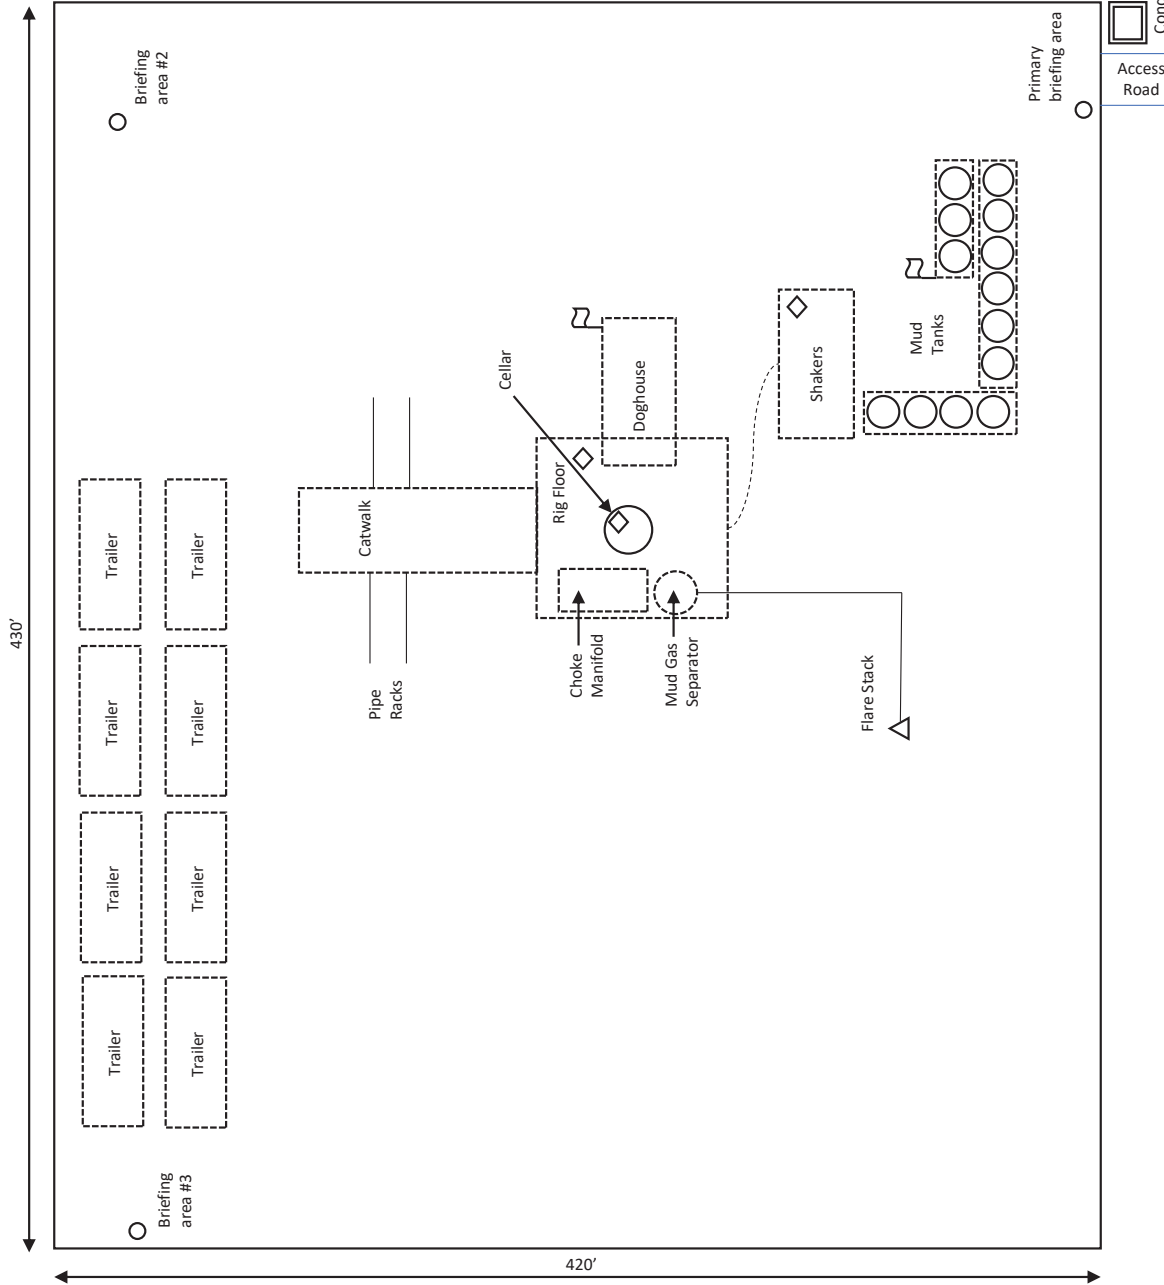 430'
420'
Briefing
area #2
Briefing
area #3
Primary
briefing area
Access
Road
Trailer
Trailer
Trailer
Trailer
Trailer
Trailer
Trailer
Trailer
Catwalk
Pipe
Racks
Cellar
Rig Floor
Doghouse
Choke
Manifold
Mud Gas
Separator
Shakers
Mud
Tanks
Flare Stack